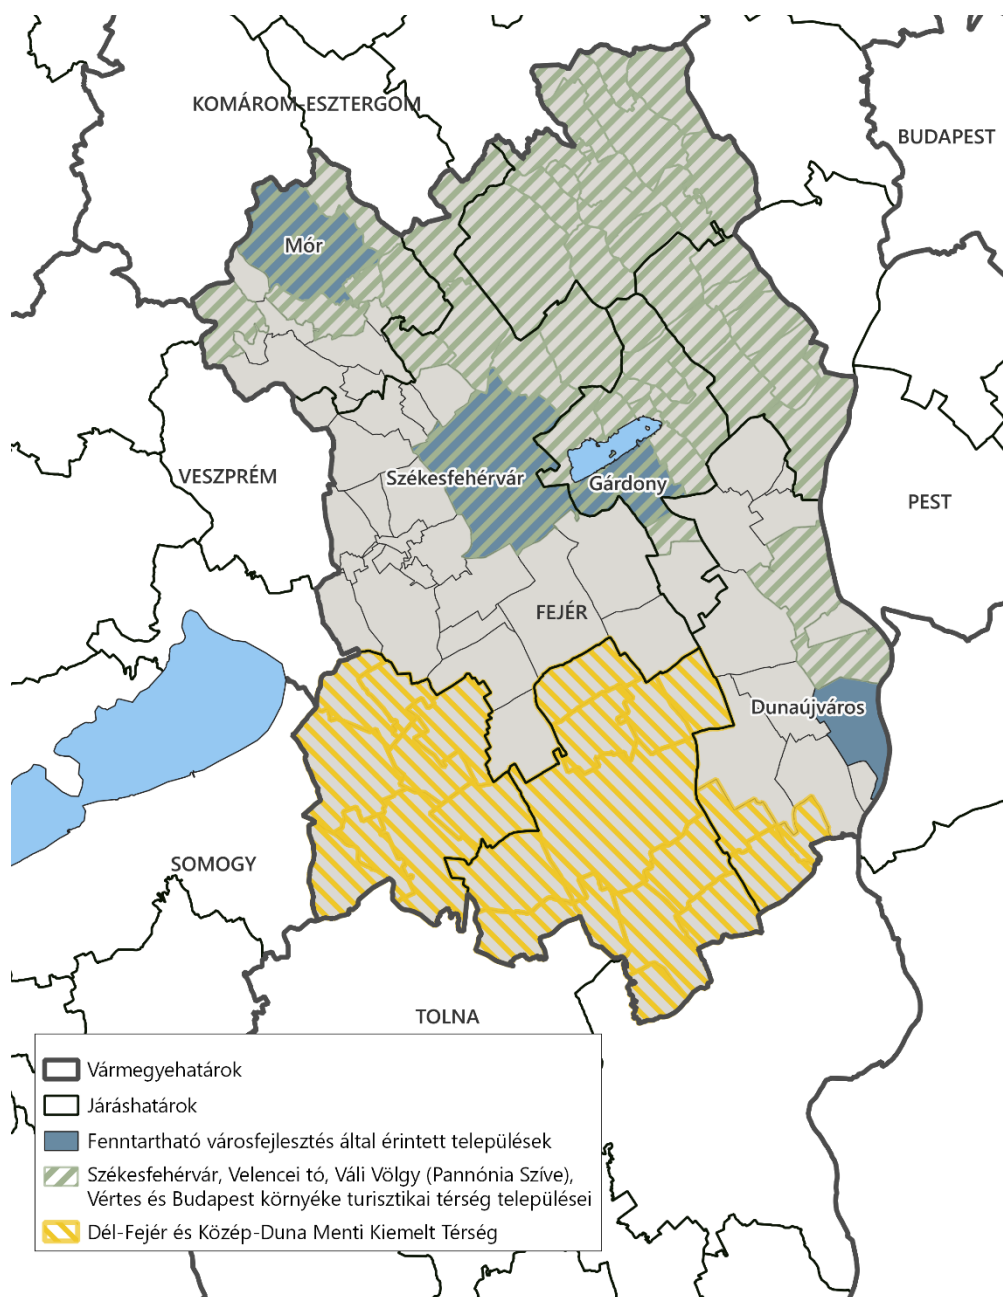 KOMÁROM-ESZTERGOM
BUDAPEST
Mór
VESZPRÉM
Székesfehérvár
Gárdony
PEST
FEJÉR
Dunaújváros
SOMOGY
TOLNA
Vármegyehatárok
Járáshatárok
Fenntartható városfejlesztés által érintett települések
Székesfehérvár, Velencei tó, Váli Völgy (Pannónia Szíve),
Vértes és Budapest környéke turisztikai térség települései
Dél-Fejér és Közép-Duna Menti Kiemelt Térség